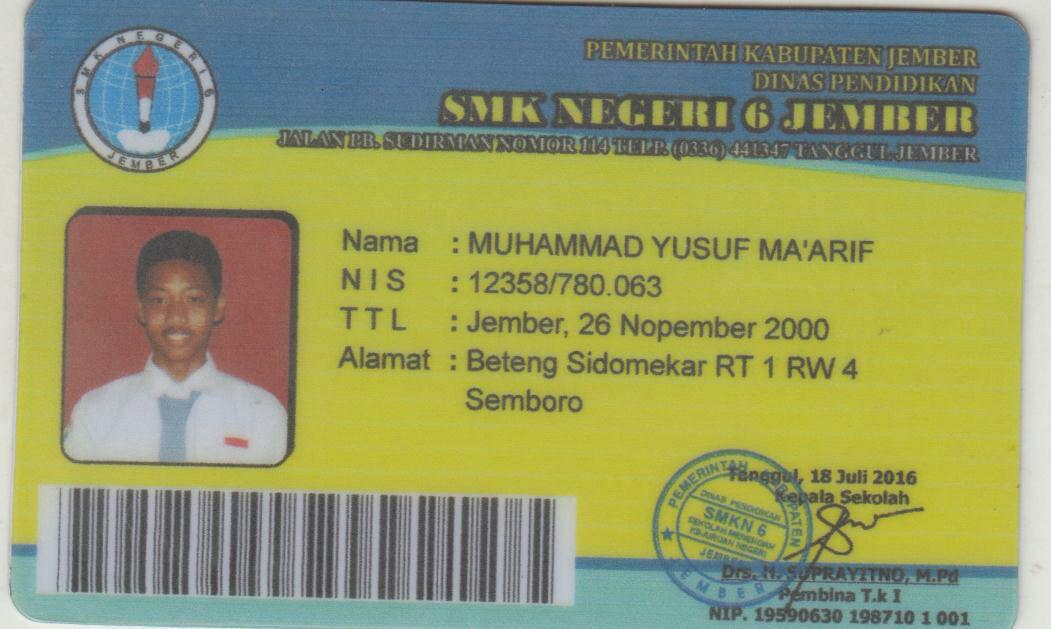 SMK NEGERI 6
JEMBER
PEMERINTAH KABUPATEN JEMBER
DINAS PENDIDIKAN
SMK NEGERI 6 JEMBER
JALAN PB. SUDIRMAN NOMOR 114 TELP. (0336) 441347 TANGGUL JEMBER
Nama : MUHAMMAD YUSUF MA'ARIF
N I S : 12358/780.063
T T L : Jember, 26 Nopember 2000
Alamat : Beteng Sidomekar RT 1 RW 4
Semboro
Tanggul, 18 Juli 2016
Kepala Sekolah
PEMERINTAH KABUPATEN
DINAS PENDIDIKAN
SMKN 6
SEKOLAH MENENGAH
KEJURUAN NEGERI
JEMBER
JEMBER
Drs. H. SUPRAYITNO, M.Pd
Pembina T.k I
NIP. 19590630 198710 1 001